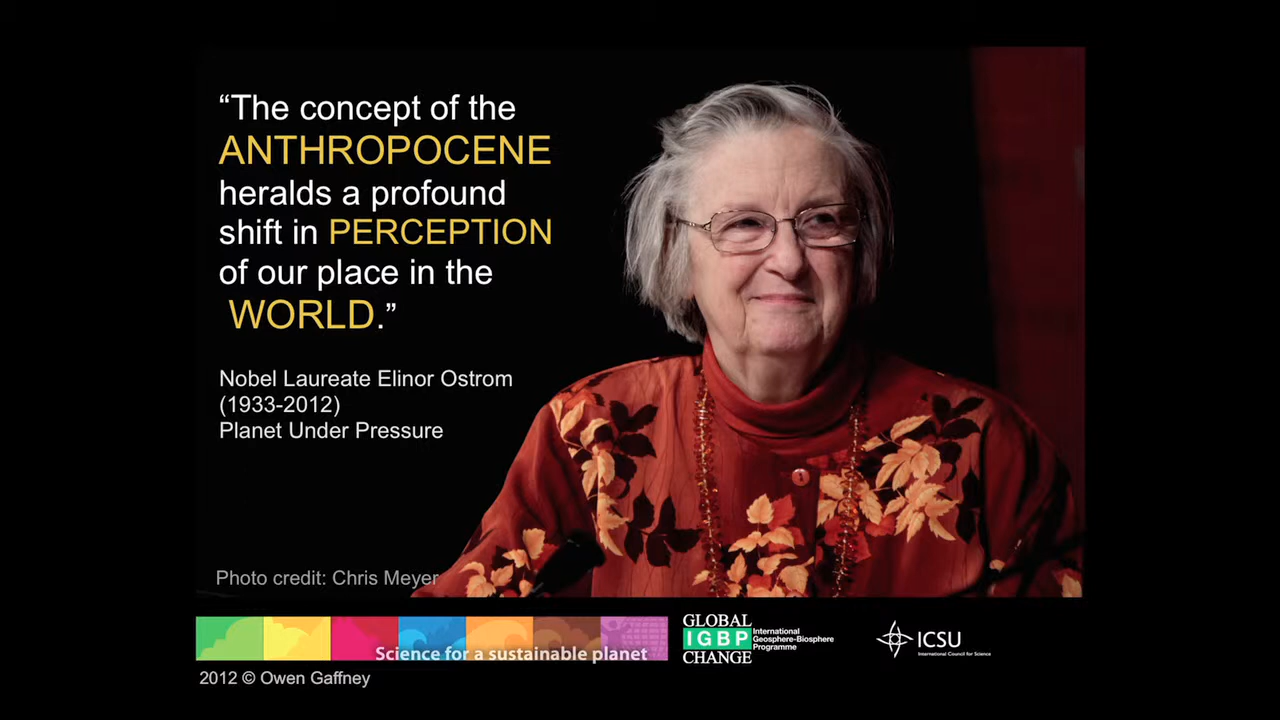 “The concept of the
ANTHROPOCENE
heralds a profound
shift in PERCEPTION
of our place in the
WORLD.”
Nobel Laureate Elinor Ostrom
(1933-2012)
Planet Under Pressure
Photo credit: Chris Meyer
Science for a sustainable planet
GLOBAL
IGBP
CHANGE
International
Geosphere-Biosphere
Programme
ICSU
International Council for Science
2012 © Owen Gaffney